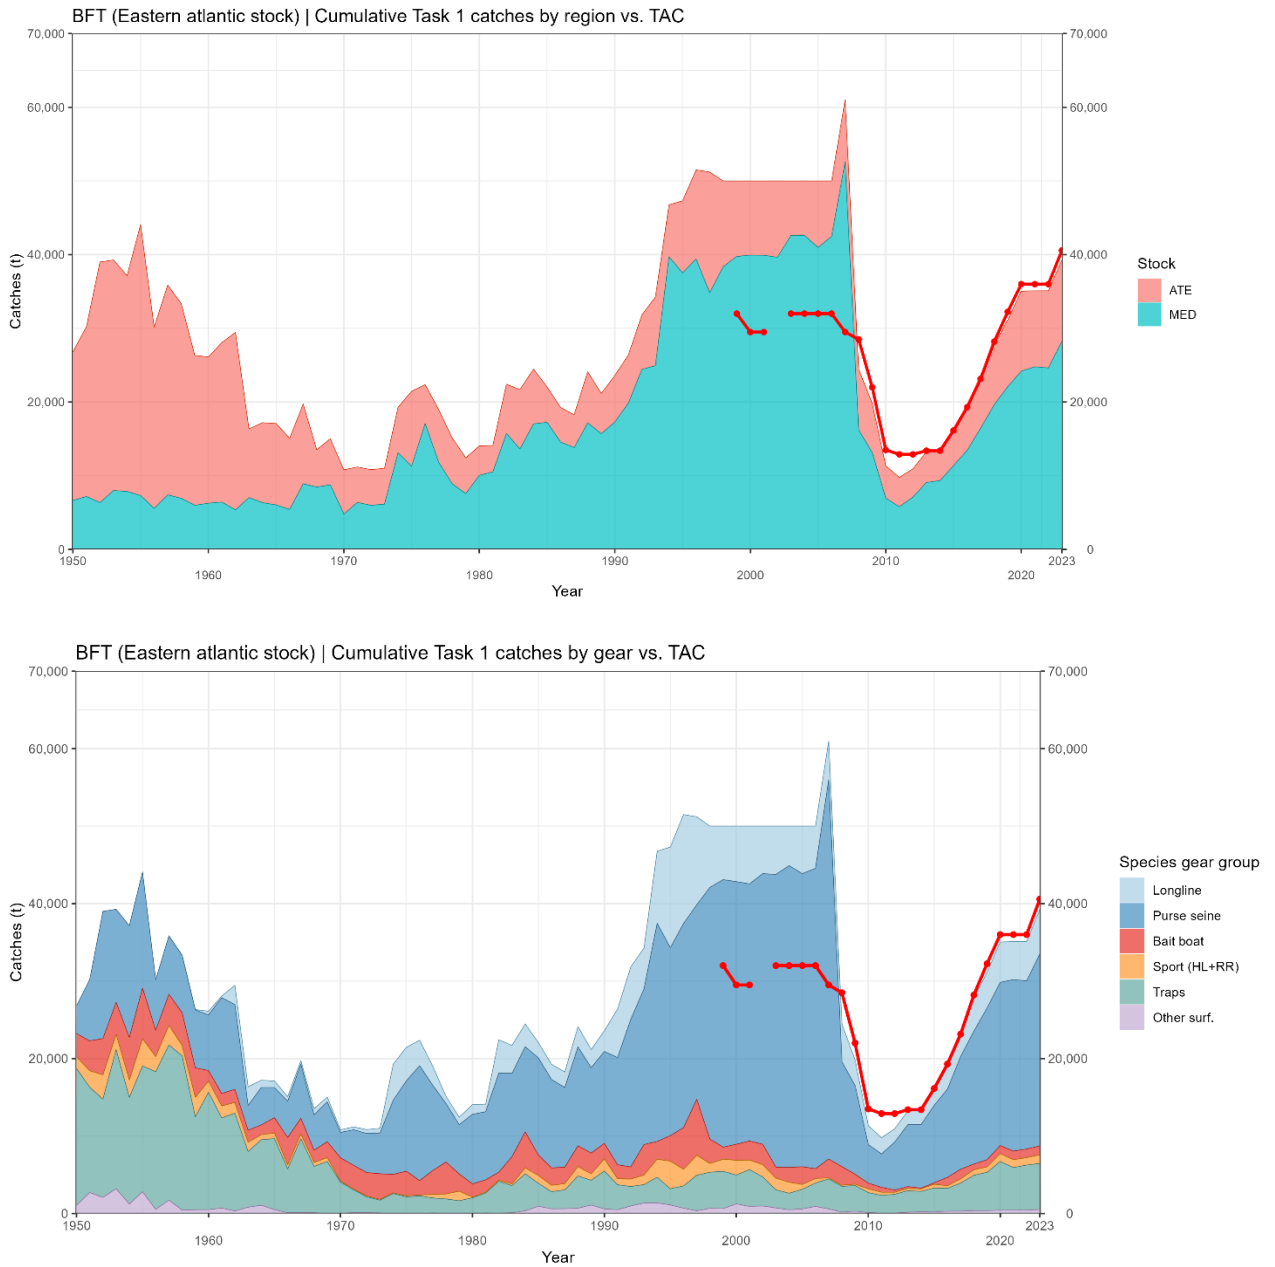 BFT (Eastern atlantic stock) | Cumulative Task 1 catches by region vs. TAC
70,000
70,000
60,000
60,000
40,000
40,000
20,000
20,000
0
0
Catches (t)
1950
1960
1970
1980
1990
2000
2010
2020
2023
Year
Stock
ATE
MED
BFT (Eastern atlantic stock) | Cumulative Task 1 catches by gear vs. TAC
70,000
70,000
60,000
60,000
40,000
40,000
20,000
20,000
0
0
Catches (t)
1950
1960
1970
1980
1990
2000
2010
2020
2023
Year
Species gear group
Longline
Purse seine
Bait boat
Sport (HL+RR)
Traps
Other surf.